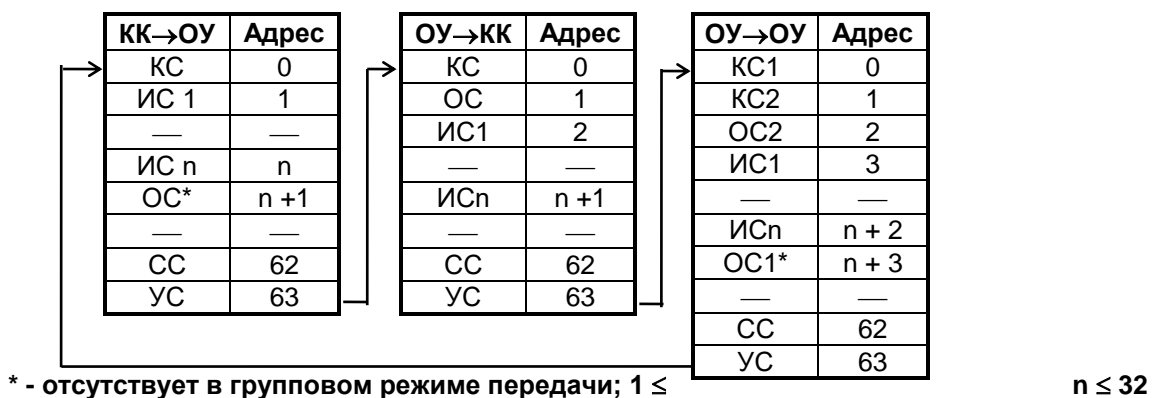 КК→ОУ Адрес ОУ→КК Адрес ОУ→ОУ Адрес
КС 0 КС 0 КС1 0
ИС 1 1 ОС 1 КС2 1
— — ИС1 2 ОС2 2
ИС n n — — ИС1 3
ОС* n +1 ИСn n +1 — —
— — — — ИСn n + 2
СС 62 СС 62 ОС1* n + 3
УС 63 УС 63 — —
СС 62
УС 63
* - отсутствует в групповом режиме передачи; 1 ≤ n ≤ 32